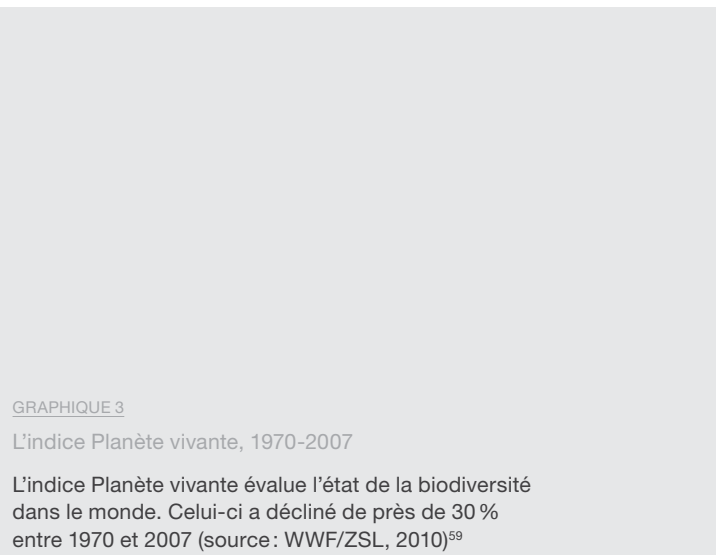 GRAPHIQUE 3
L’indice Planète vivante, 1970-2007
L’indice Planète vivante évalue l’état de la biodiversité
dans le monde. Celui-ci a décliné de près de 30 %
entre 1970 et 2007 (source : WWF/ZSL, 2010)⁵⁹